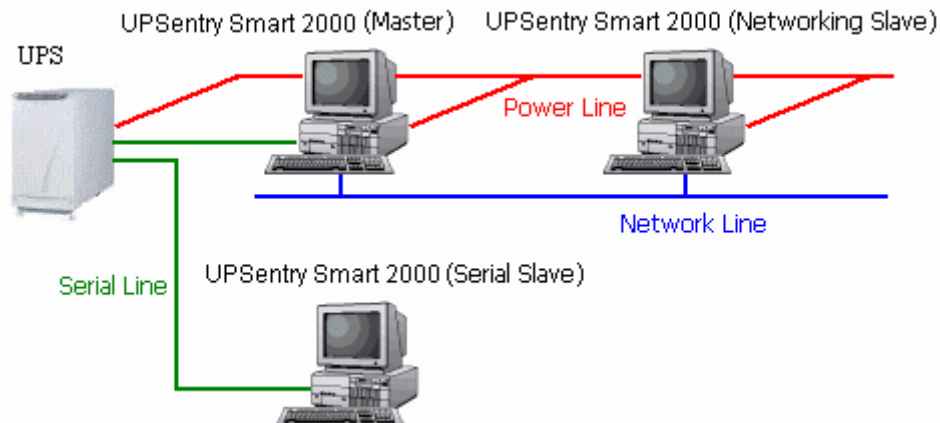 UPSentry Smart 2000 (Master)
UPSentry Smart 2000 (Networking Slave)
UPS
Power Line
Network Line
UPSentry Smart 2000 (Serial Slave)
Serial Line